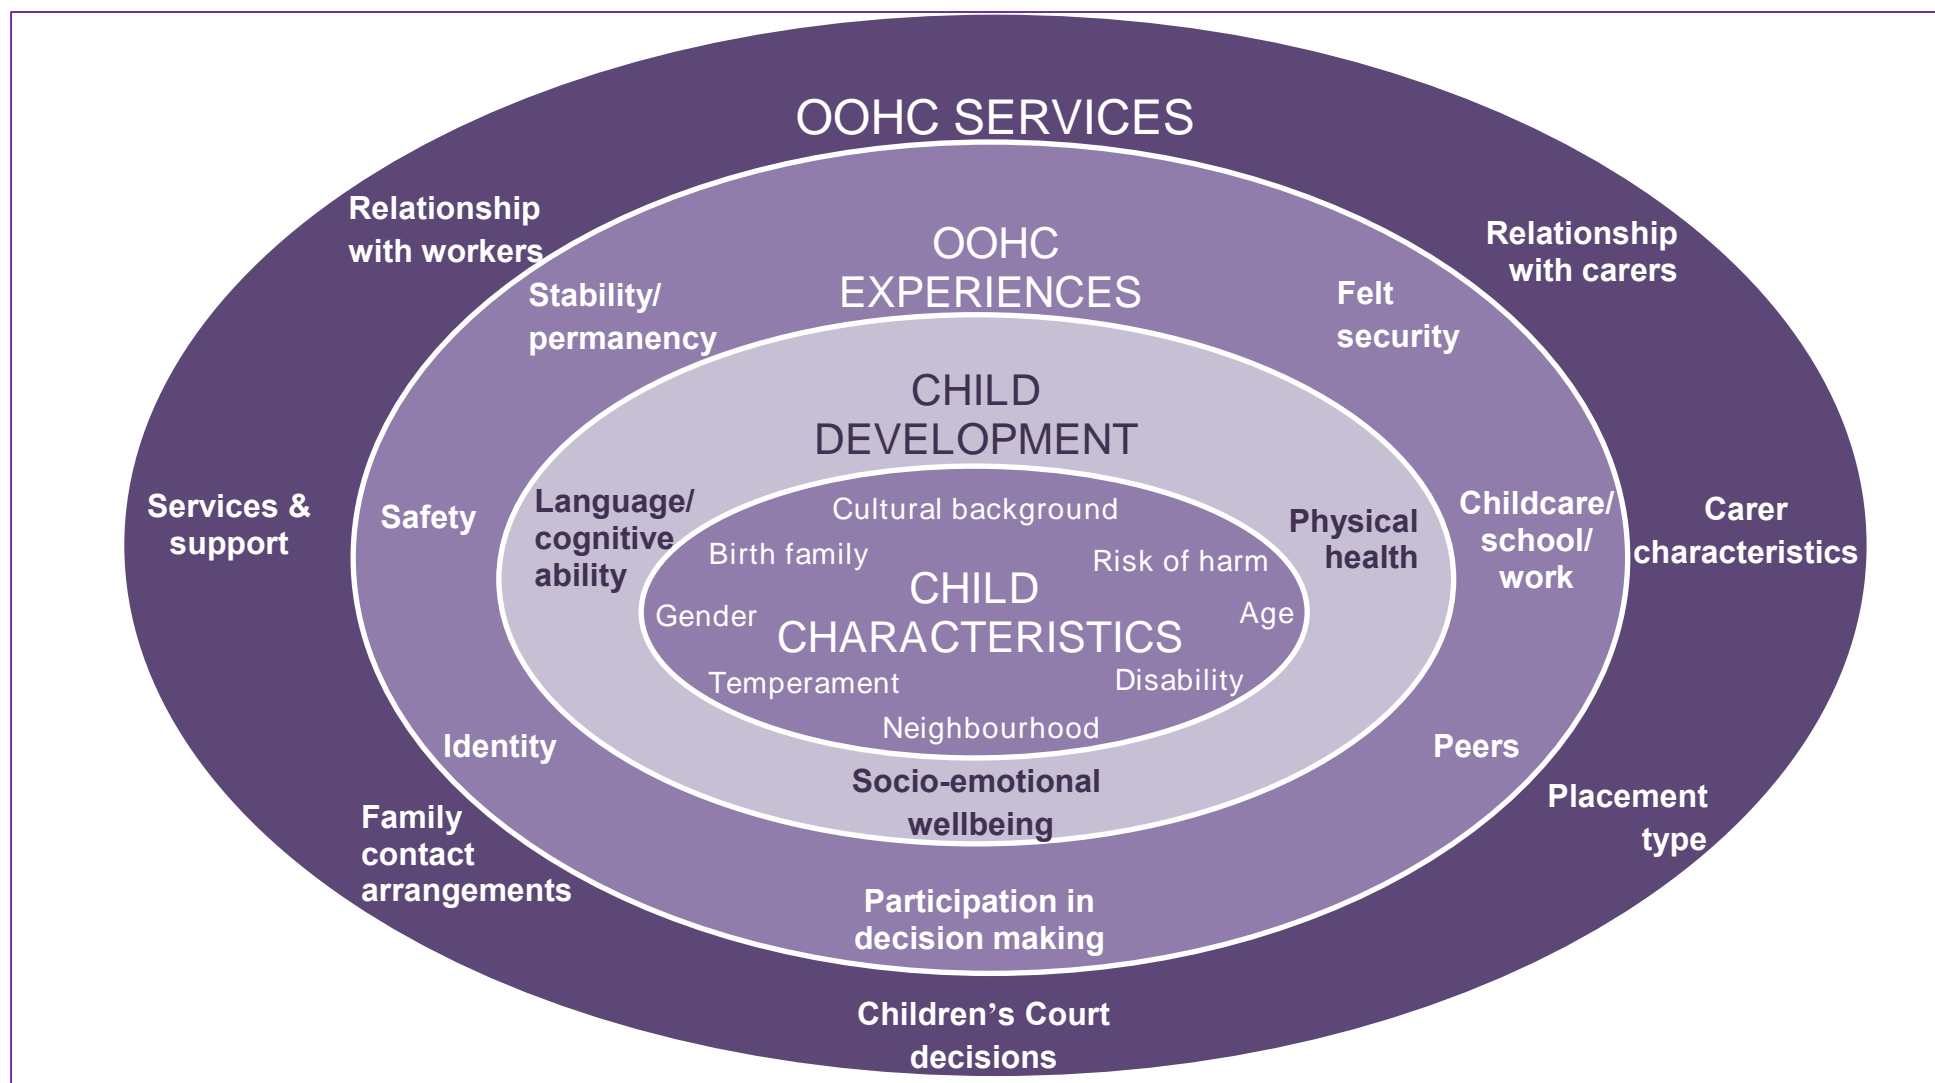 OOHC SERVICES
Relationship
with workers
Relationship
with carers
Services &
support
Carer
characteristics
Family
contact
arrangements
Placement
type
Children’s Court
decisions
OOHC
EXPERIENCES
Stability/
permanency
Felt
security
Safety
Childcare/
school/
work
Identity
Peers
Participation in
decision making
CHILD
DEVELOPMENT
Language/
cognitive
ability
Physical
health
Socio-emotional
wellbeing
Cultural background
Birth family
Risk of harm
CHILD
CHARACTERISTICS
Gender
Age
Temperament
Disability
Neighbourhood